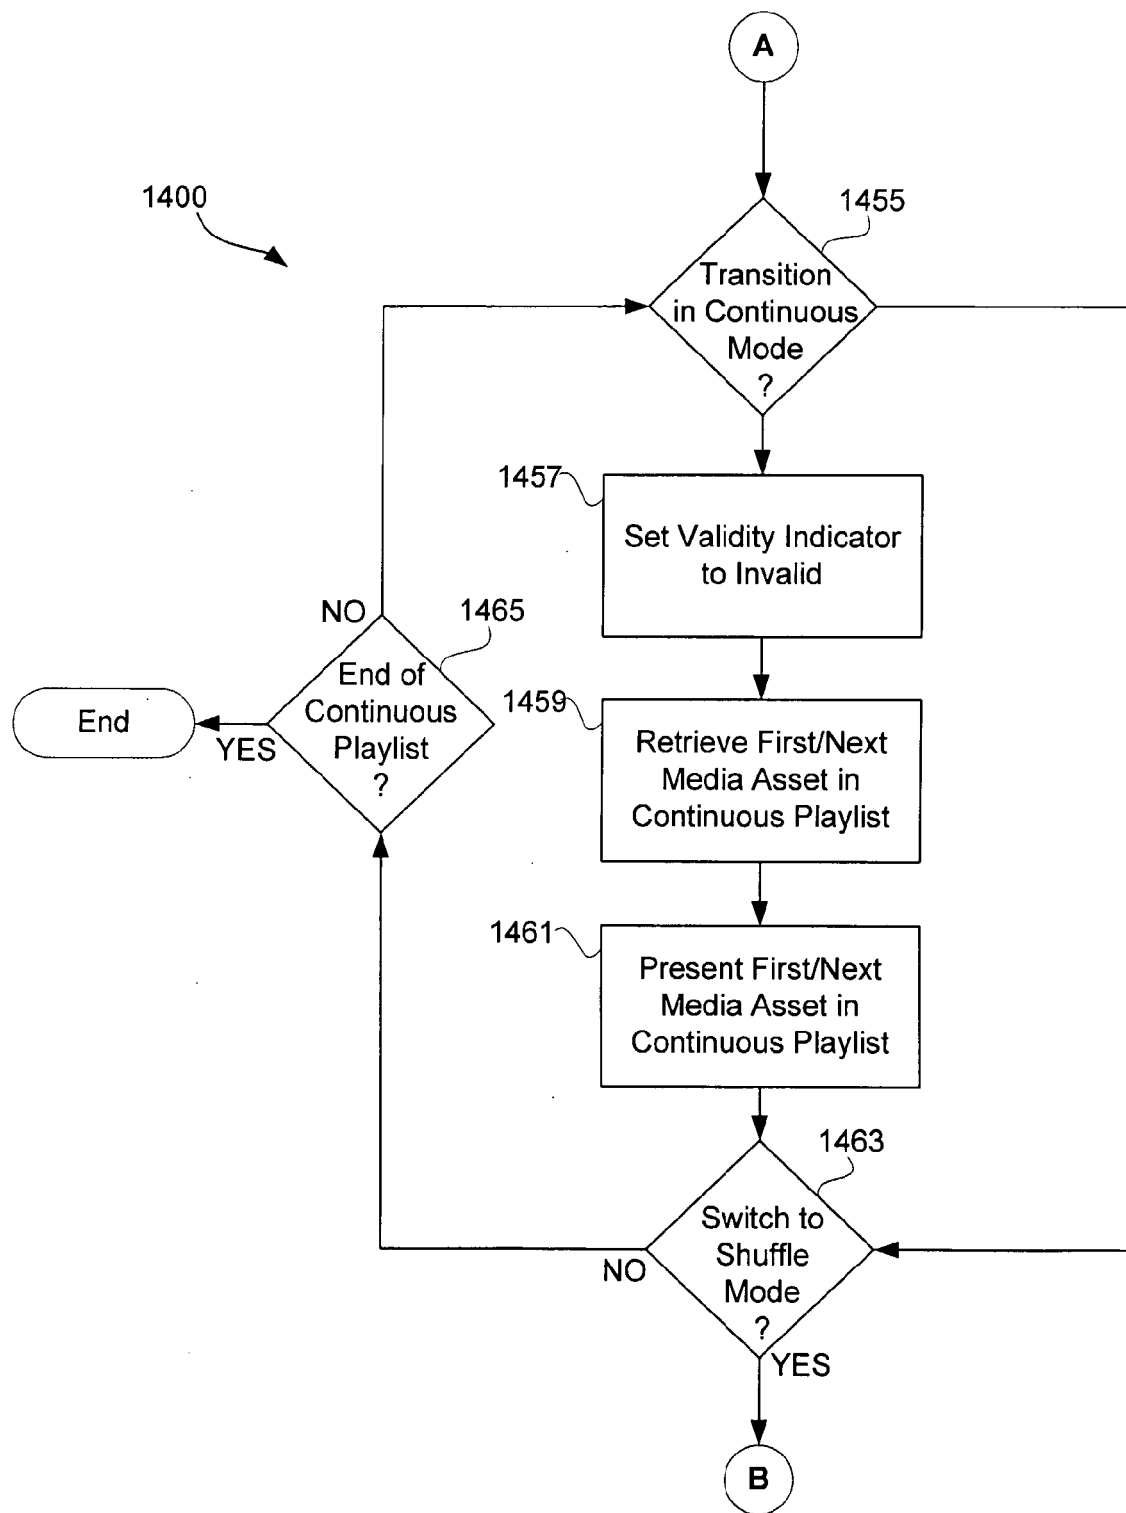 A
1400
1455
Transition
in Continuous
Mode
?
1457
Set Validity Indicator
to Invalid
NO
1465
End of
Continuous
Playlist
?
End
YES
1459
Retrieve First/Next
Media Asset in
Continuous Playlist
1461
Present First/Next
Media Asset in
Continuous Playlist
1463
Switch to
Shuffle
Mode
?
NO
YES
B